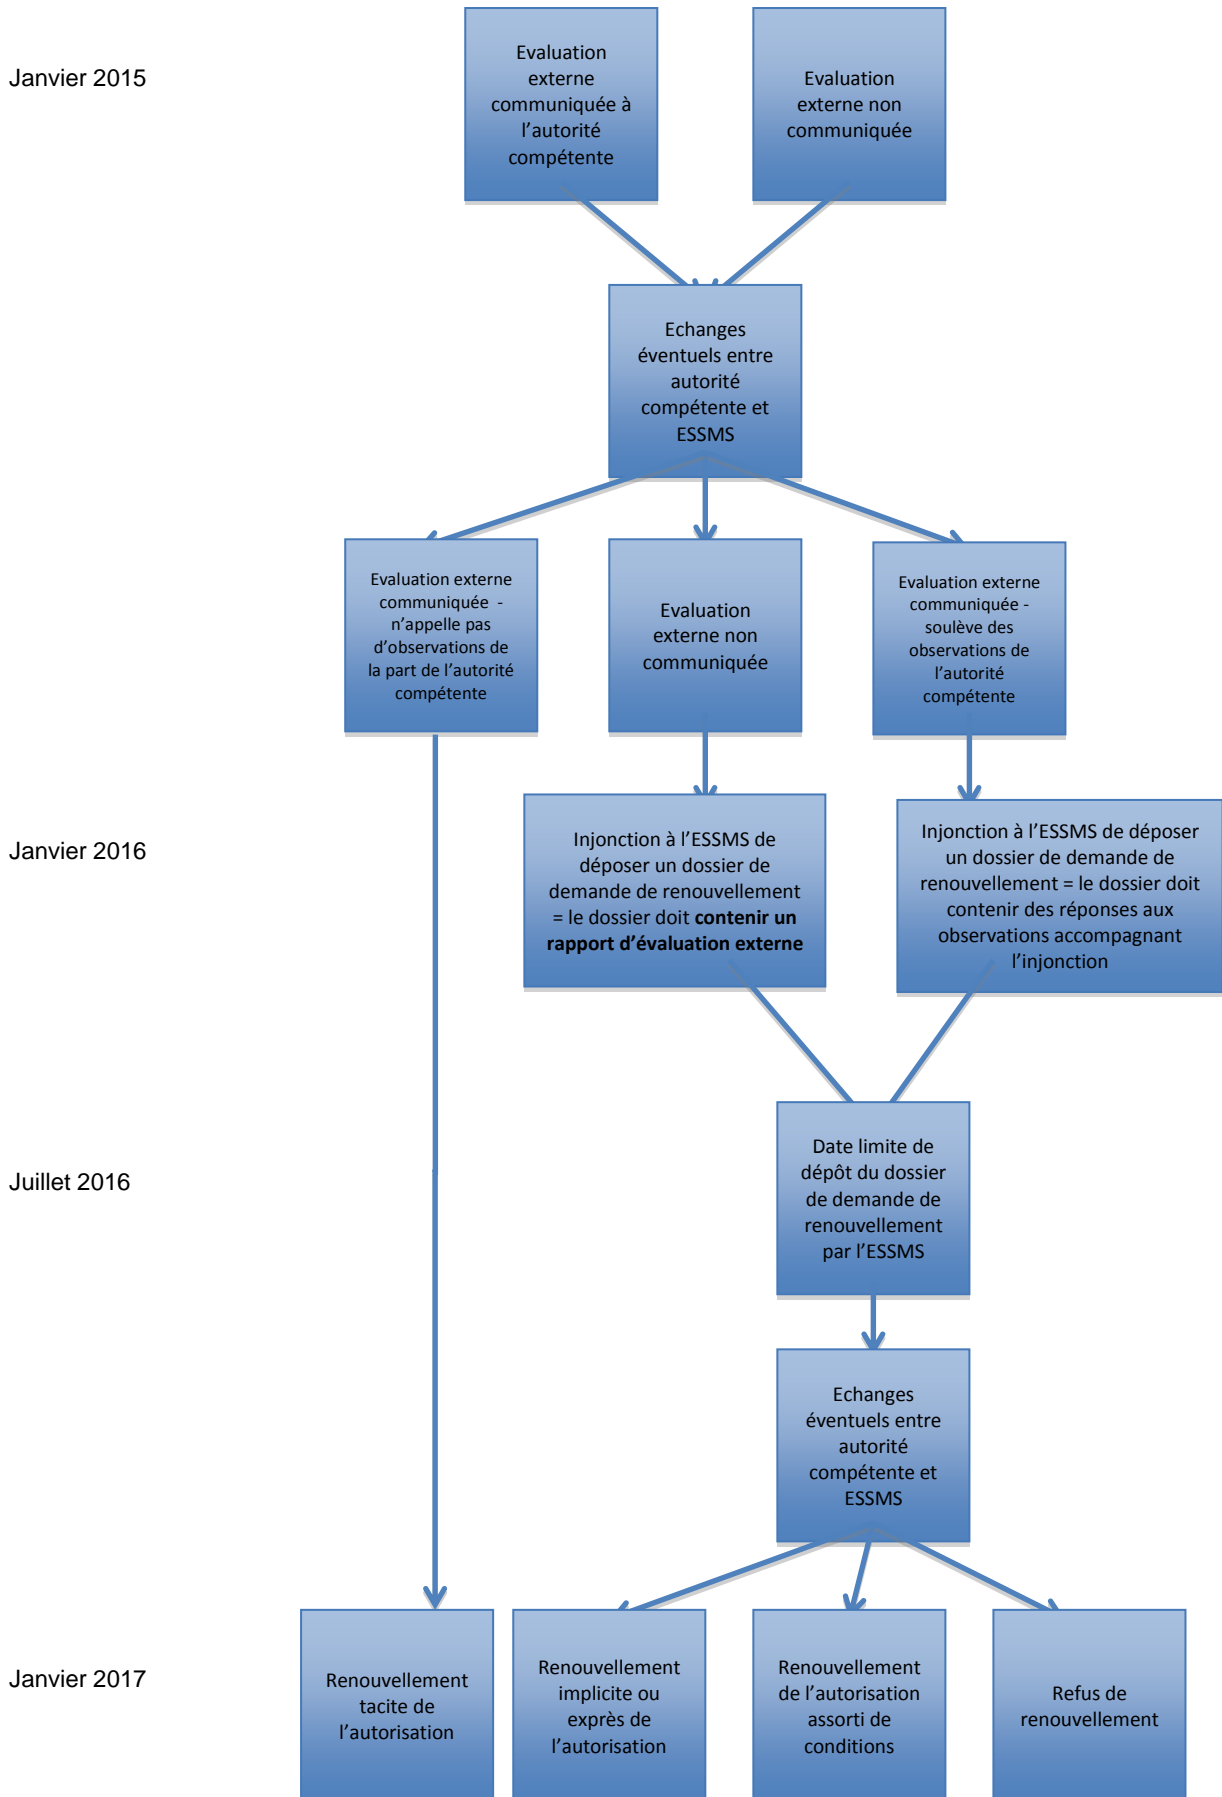 Janvier 2015
Evaluation
externe
communiquée à
l’autorité
compétente
Evaluation
externe non
communiquée
Echanges
éventuels entre
autorité
compétente et
ESSMS
Evaluation externe
communiquée -
n’appelle pas
d’observations de
la part de l’autorité
compétente
Evaluation
externe non
communiquée
Evaluation externe
communiquée -
soulève des
observations de
l’autorité
compétente
Janvier 2016
Injonction à l’ESSMS de
déposer un dossier de
demande de renouvellement
= le dossier doit contenir un
rapport d’évaluation externe
Injonction à l’ESSMS de déposer
un dossier de demande de
renouvellement = le dossier doit
contenir des réponses aux
observations accompagnant
l’injonction
Juillet 2016
Date limite de
dépôt du dossier
de demande de
renouvellement
par l’ESSMS
Echanges
éventuels entre
autorité
compétente et
ESSMS
Janvier 2017
Renouvellement
tacite de
l’autorisation
Renouvellement
implicite ou
exprès de
l’autorisation
Renouvellement
de l’autorisation
assorti de
conditions
Refus de
renouvellement